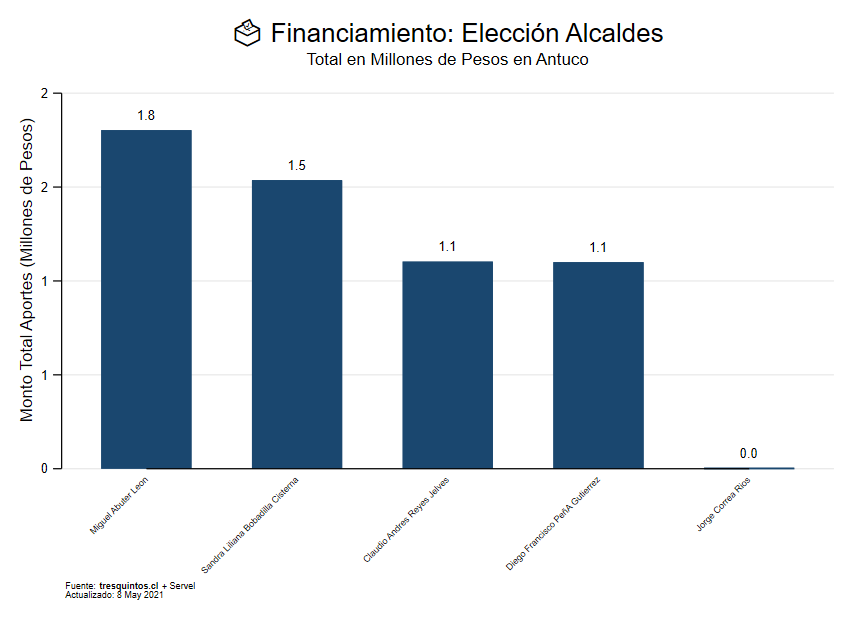 Financiamiento: Elección Alcaldes
Total en Millones de Pesos en Antuco
Monto Total Aportes (Millones de Pesos)
2
2
1
1
0
1.8
1.5
1.1
1.1
0.0
Miguel Abuter Leon
Sandra Liliana Bobadilla Cisterna
Claudio Andres Reyes Jelves
Diego Francisco PeñA Gutierrez
Jorge Correa Rios
Fuente: tresquintos.cl + Servel
Actualizado: 8 May 2021